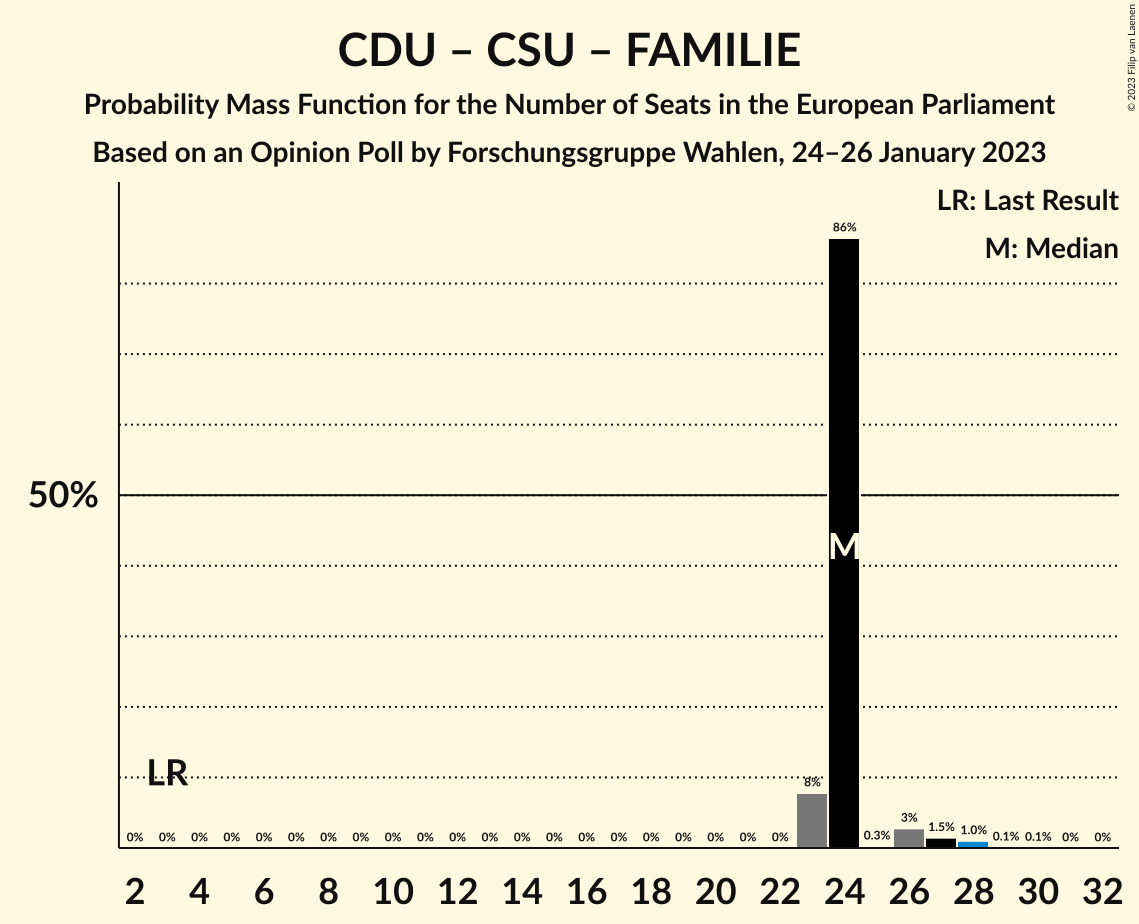 CDU – CSU – FAMILIE
Probability Mass Function for the Number of Seats in the European Parliament
Based on an Opinion Poll by Forschungsgruppe Wahlen, 24–26 January 2023
© 2023 Filip van Laenen
LR: Last Result
M: Median
86%
50%
M
LR
8%
0% 0% 0% 0% 0% 0% 0% 0% 0% 0% 0% 0% 0% 0% 0% 0% 0% 0% 0% 0% 0% 0.3% 3% 1.5% 1.0% 0.1% 0.1% 0% 0%
2 4 6 8 10 12 14 16 18 20 22 24 26 28 30 32